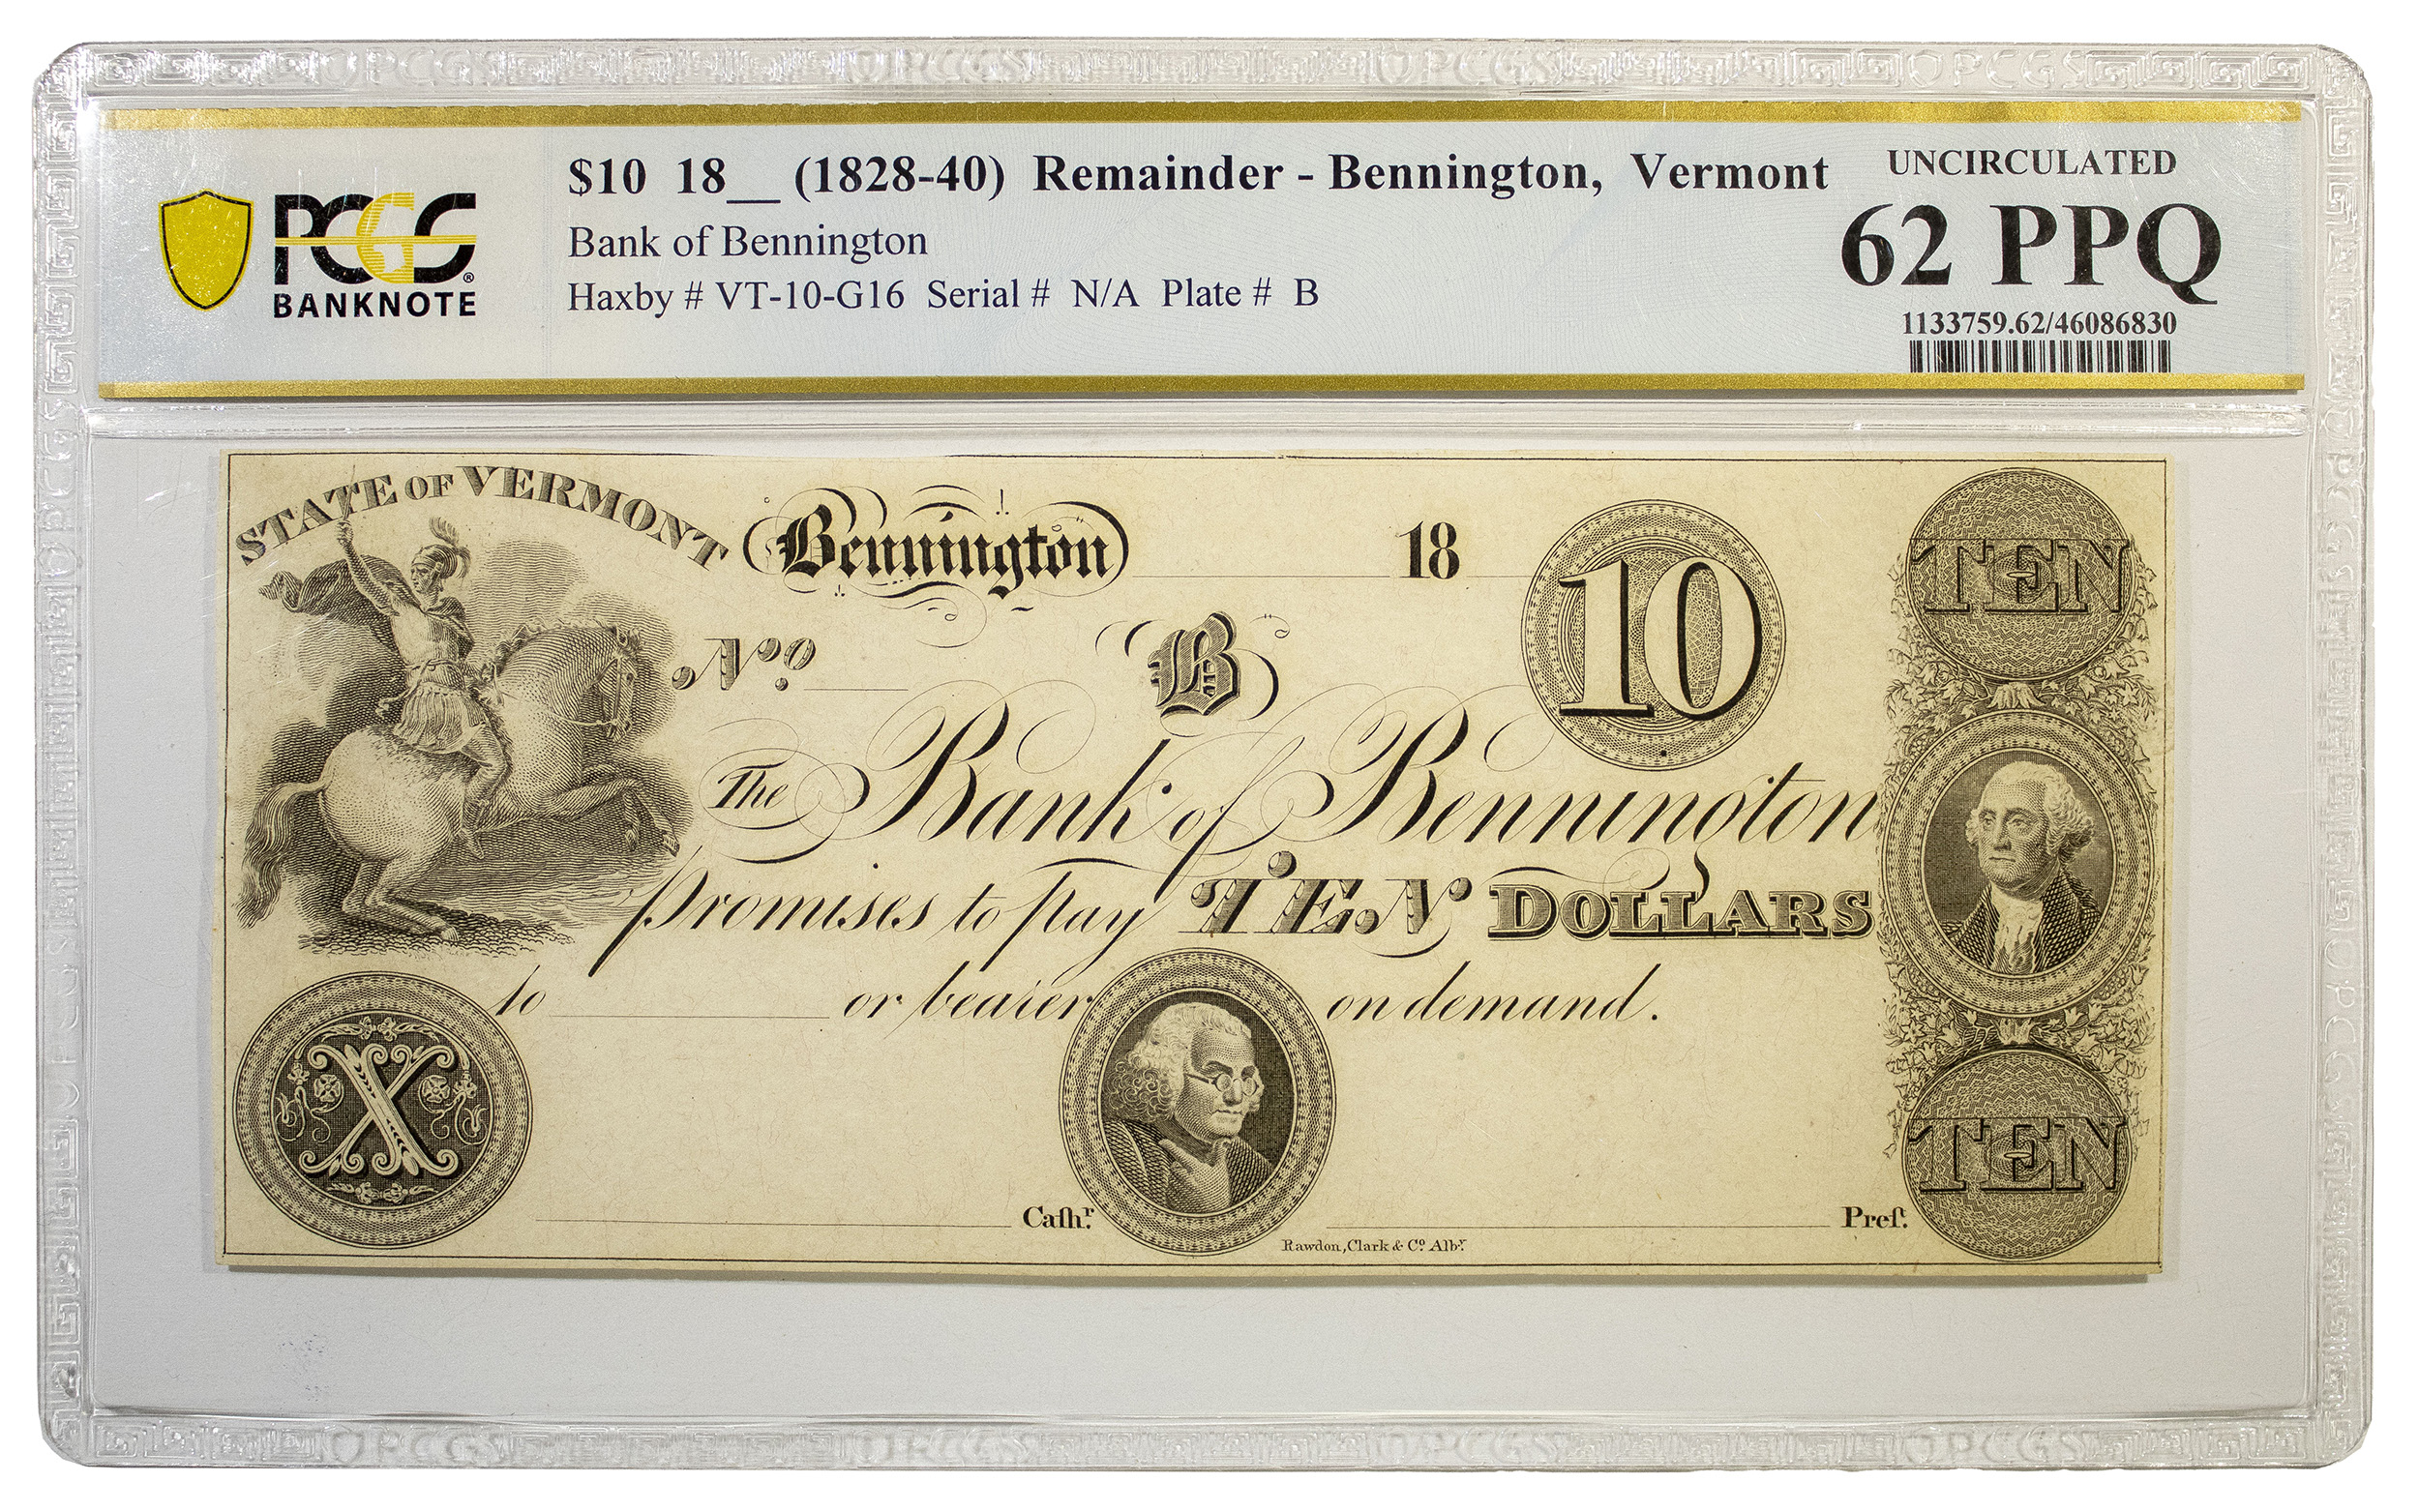 PCGS
BANKNOTE
$10 18__ (1828-40) Remainder - Bennington, Vermont
Bank of Bennington
Haxby # VT-10-G16 Serial # N/A Plate # B
UNCIRCULATED
62 PPQ
1133759.62/46086830
STATE OF VERMONT
Bennington 18
10
TEN
No.
B
The Bank of Bennington
promises to pay TEN DOLLARS
to or bearer on demand.
X
TEN
Caſhr. Preſt.
Rawdon, Clark & Co. Alby.